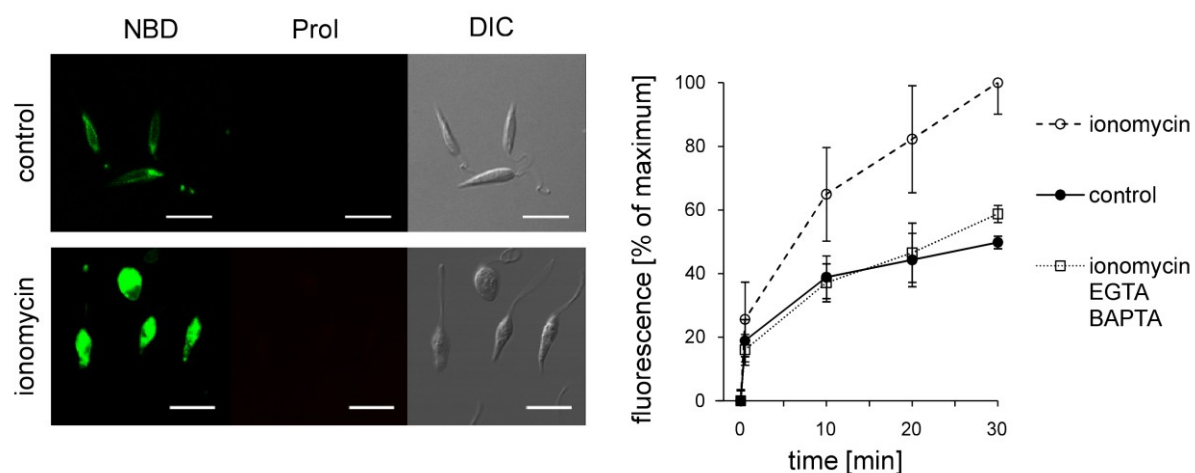 NBD ProI DIC
control
ionomycin
fluorescence [% of maximum]
100
80
60
40
20
0
0 10 20 30
time [min]
ionomycin
control
ionomycin
EGTA
BAPTA